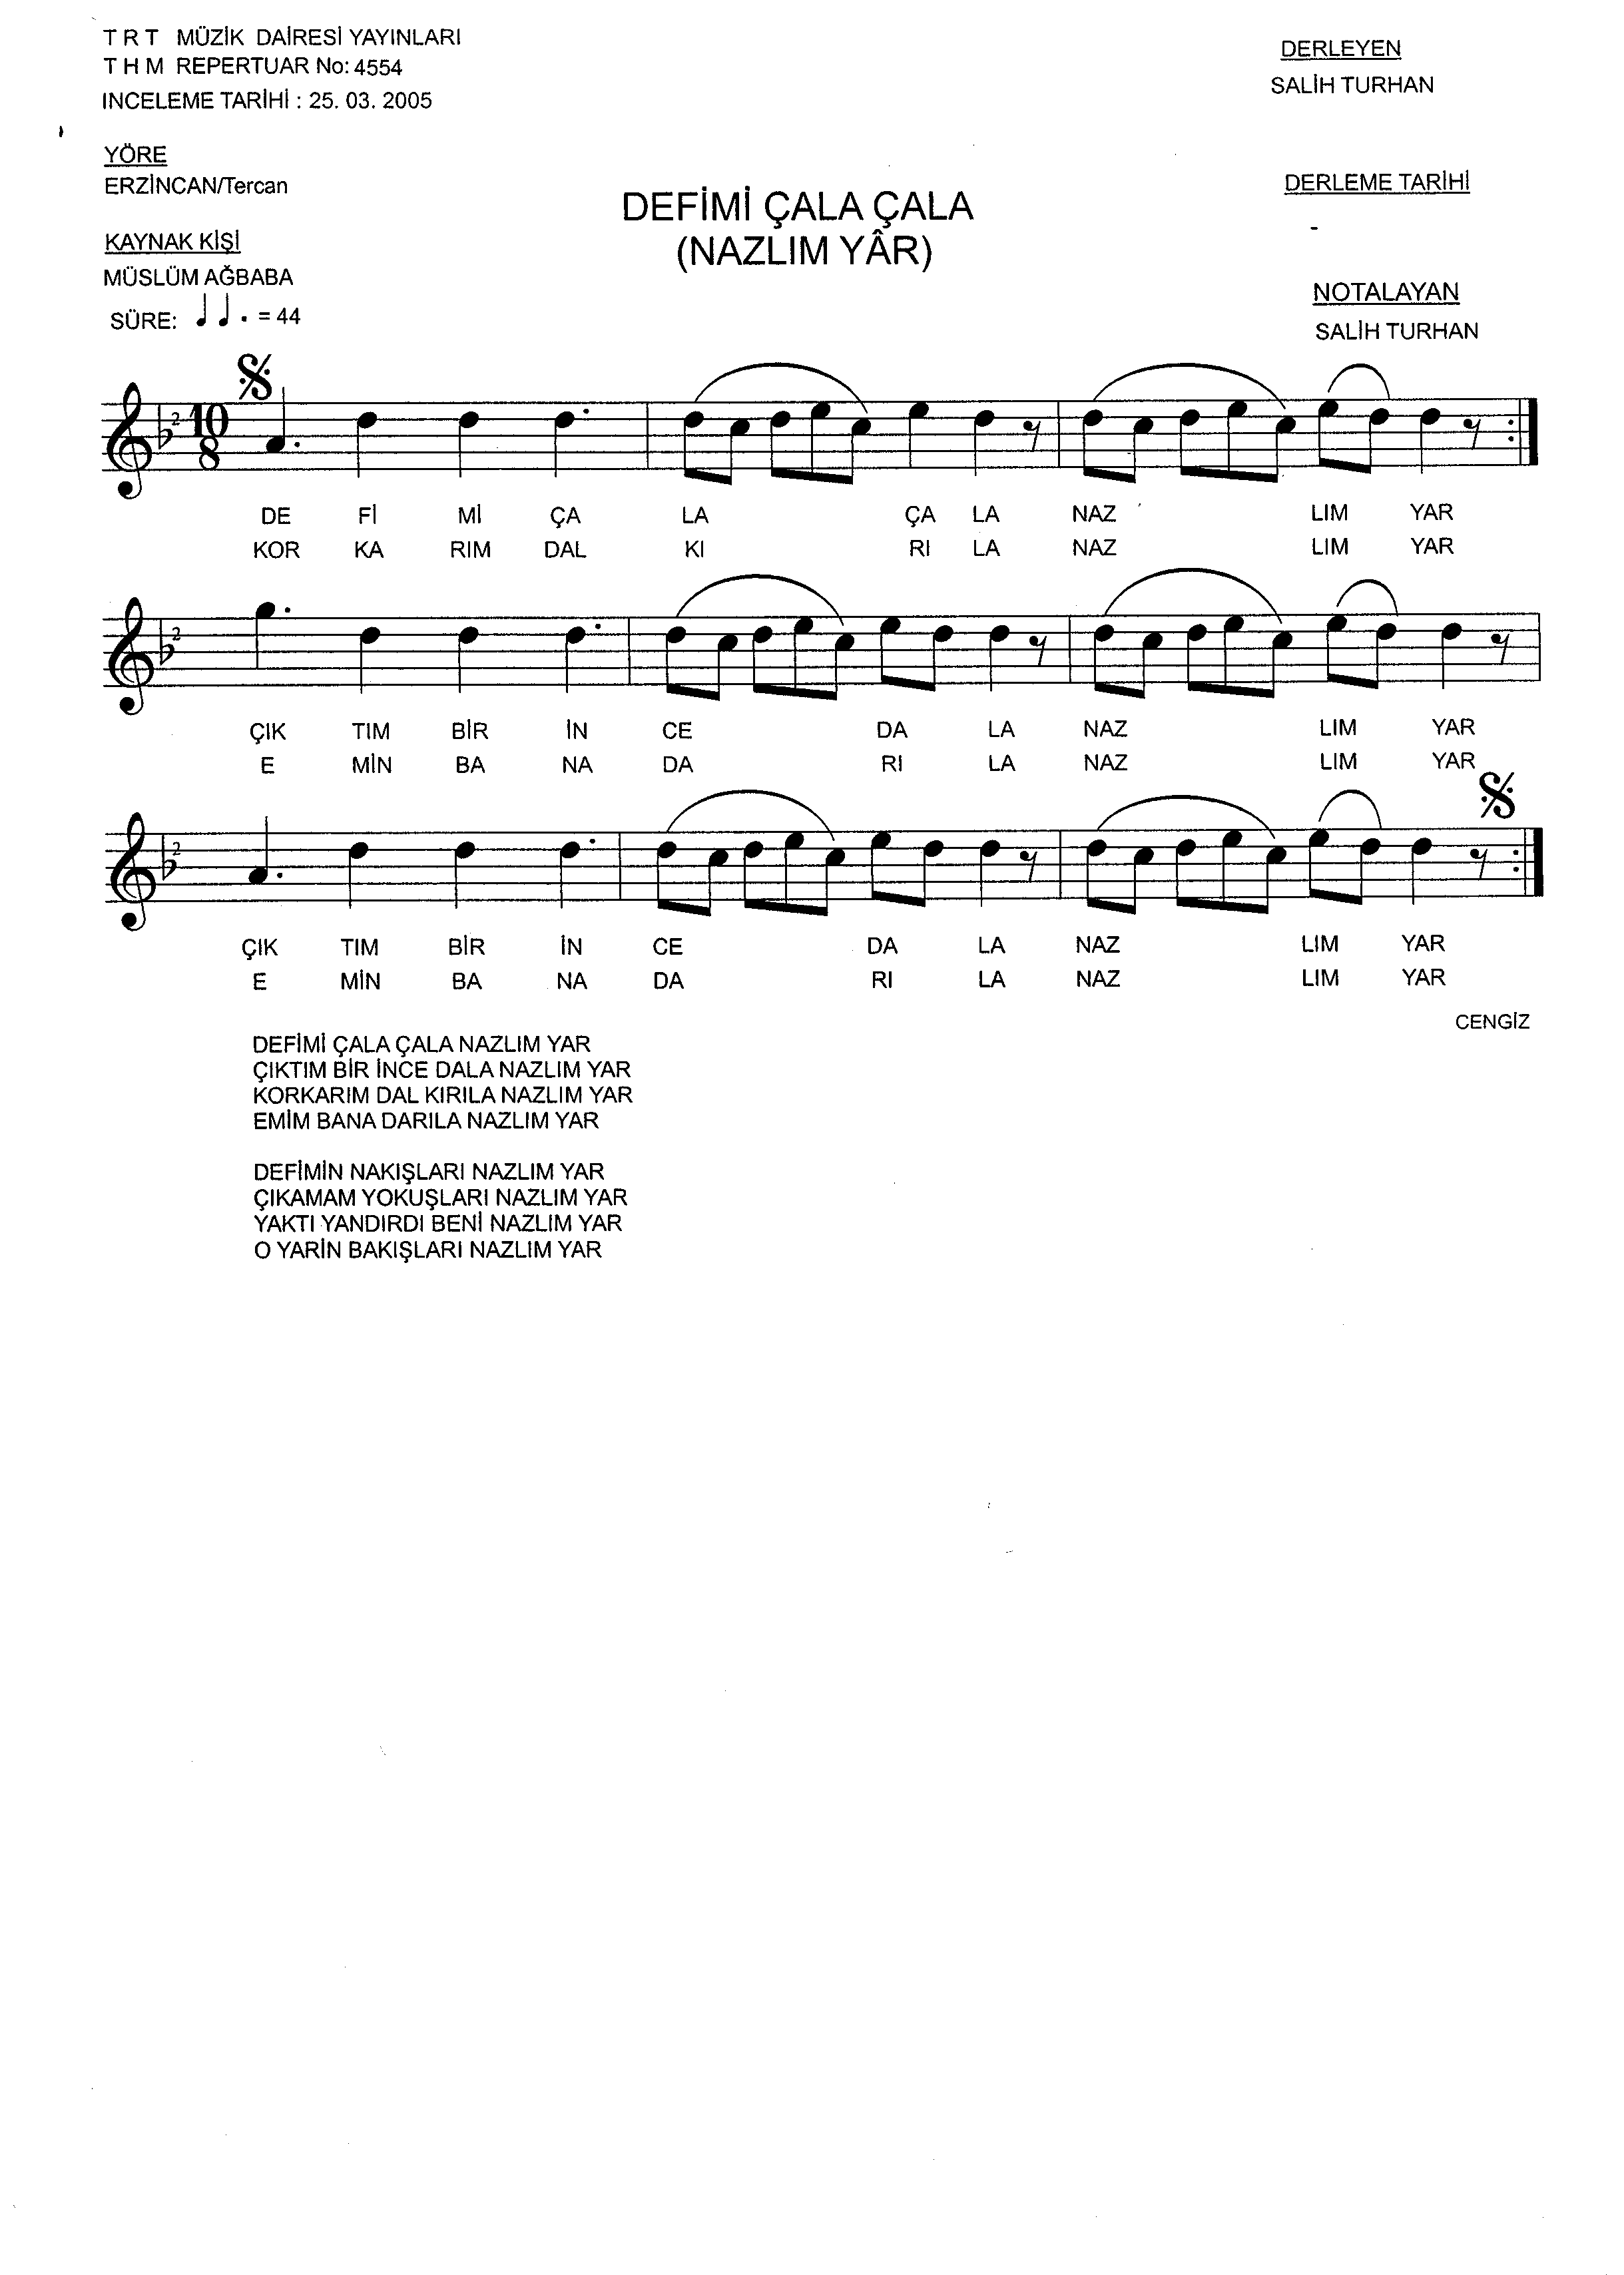 T R T MÜZİK DAİRESİ YAYINLARI
T H M REPERTUAR No: 4554
INCELEME TARİHİ : 25. 03. 2005
DERLEYEN
SALİH TURHAN
YÖRE
ERZİNCAN/Tercan
DERLEME TARİHİ
-
DEFİMİ ÇALA ÇALA
(NAZLIM YÂR)
KAYNAK KİŞİ
MÜSLÜM AĞBABA
SÜRE: ♩ ♩. = 44
NOTALAYAN
SALİH TURHAN
2 10 8
DE Fİ Mİ ÇA LA ÇA LA NAZ LIM YAR
KOR KA RIM DAL KI RI LA NAZ LIM YAR
2
ÇIK TIM BİR İN CE DA LA NAZ LIM YAR
E MİN BA NA DA RI LA NAZ LIM YAR
2
ÇIK TIM BİR İN CE DA LA NAZ LIM YAR
E MİN BA NA DA RI LA NAZ LIM YAR
CENGİZ
DEFİMİ ÇALA ÇALA NAZLIM YAR
ÇIKTIM BİR İNCE DALA NAZLIM YAR
KORKARIM DAL KIRILA NAZLIM YAR
EMİM BANA DARILA NAZLIM YAR
DEFİMİN NAKIŞLARI NAZLIM YAR
ÇIKAMAM YOKUŞLARI NAZLIM YAR
YAKTI YANDIRDI BENİ NAZLIM YAR
O YARİN BAKIŞLARI NAZLIM YAR